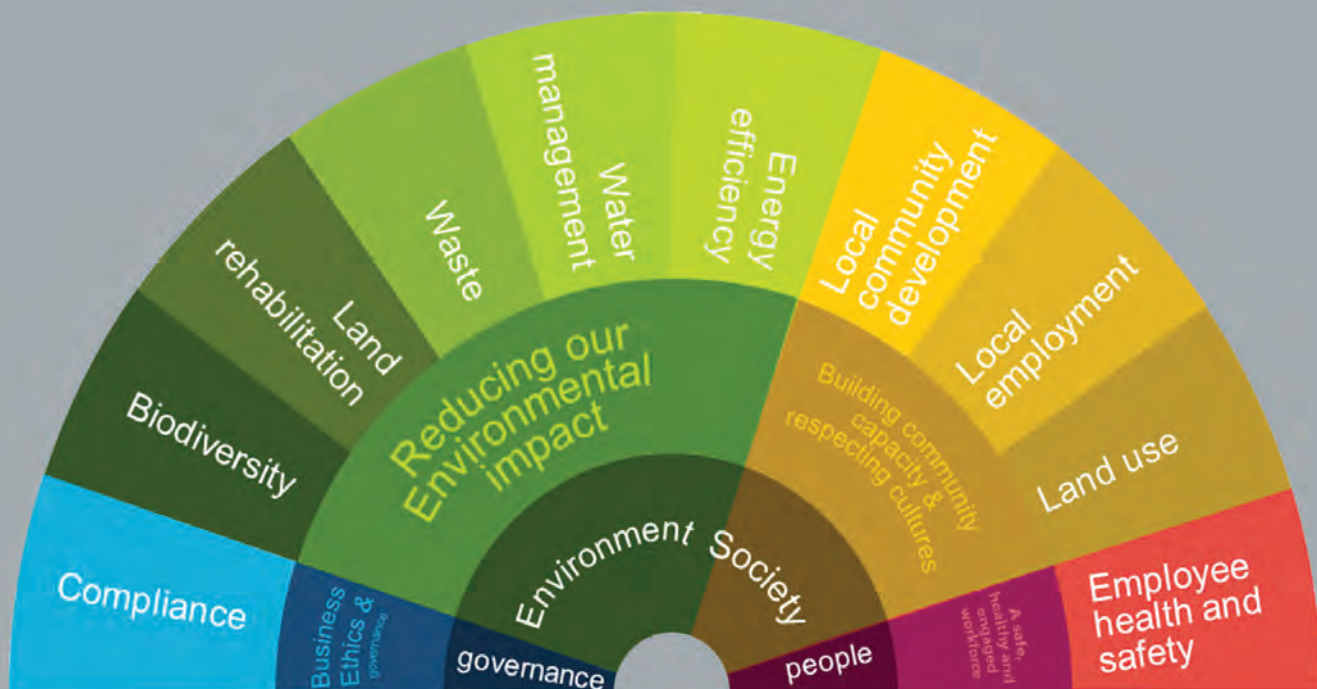 Compliance
Biodiversity
Land
rehabilitation
Waste
Water
management
Energy
efficiency
Local
community
development
Local
employment
Land use
Employee
health and
safety
Business
Ethics &
governance
Reducing our
Environmental
impact
Building community
capacity &
respecting cultures
A safe,
healthy and
engaged
workforce
governance
Environment
Society
people